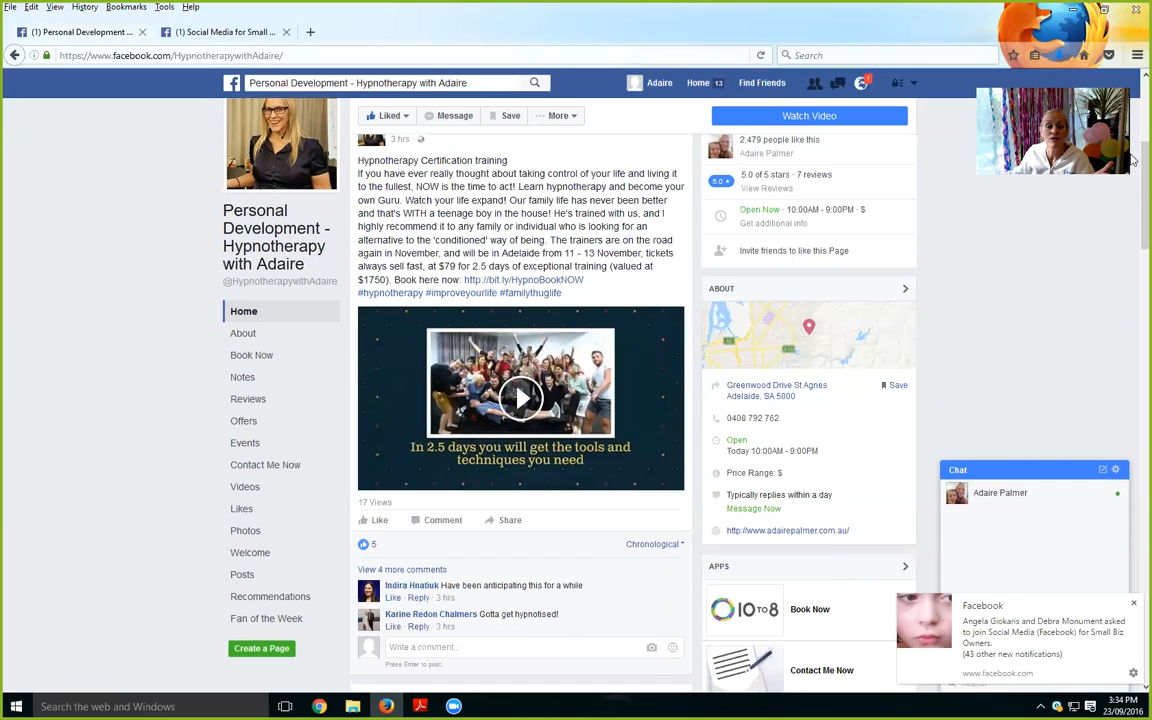 File Edit View History Bookmarks Tools Help
(1) Personal Development ... × (1) Social Media for Small ... × +
https://www.facebook.com/HypnotherapywithAdaire/
Search
Personal Development - Hypnotherapy with Adaire
Adaire Home 13 Find Friends
Liked Message Save More
Watch Video
3 hrs
Hypnotherapy Certification training
If you have ever really thought about taking control of your life and living it
to the fullest, NOW is the time to act! Learn hypnotherapy and become your
own Guru. Watch your life expand! Our family life has never been better
and that's WITH a teenage boy in the house! He's trained with us, and I
highly recommend it to any family or individual who is looking for an
alternative to the 'conditioned' way of being. The trainers are on the road
again in November, and will be in Adelaide from 11 - 13 November, tickets
always sell fast, at $79 for 2.5 days of exceptional training (valued at
$1750). Book here now: http://bit.ly/HypnoBookNOW
#hypnotherapy #improveyourlife #familythuglife
In 2.5 days you will get the tools and
techniques you need
17 Views
Like Comment Share
5
Chronological
View 4 more comments
Indira Hnatiuk Have been anticipating this for a while
Like · Reply · 3 hrs
Karine Redon Chalmers Gotta get hypnotised!
Like · Reply · 3 hrs
Write a comment...
Press Enter to post.
Personal
Development -
Hypnotherapy
with Adaire
@HypnotherapywithAdaire
Home
About
Book Now
Notes
Reviews
Offers
Events
Contact Me Now
Videos
Likes
Photos
Welcome
Posts
Recommendations
Fan of the Week
Create a Page
2,479 people like this
Adaire Palmer
5.0 ★ 5.0 of 5 stars · 7 reviews
View Reviews
Open Now · 10:00AM - 9:00PM · $
Get additional info
Invite friends to like this Page
ABOUT
Greenwood Drive St Agnes
Adelaide, SA 5000
Save
0408 792 762
Open
Today 10:00AM - 9:00PM
Price Range: $
Typically replies within a day
Message Now
http://www.adairepalmer.com.au/
APPS
10 TO 8 Book Now
Contact Me Now
Chat
Adaire Palmer
Facebook
Angela Giokaris and Debra Monument asked
to join Social Media (Facebook) for Small Biz
Owners.
(43 other new notifications)
www.facebook.com
Search the web and Windows
3:34 PM
23/09/2016